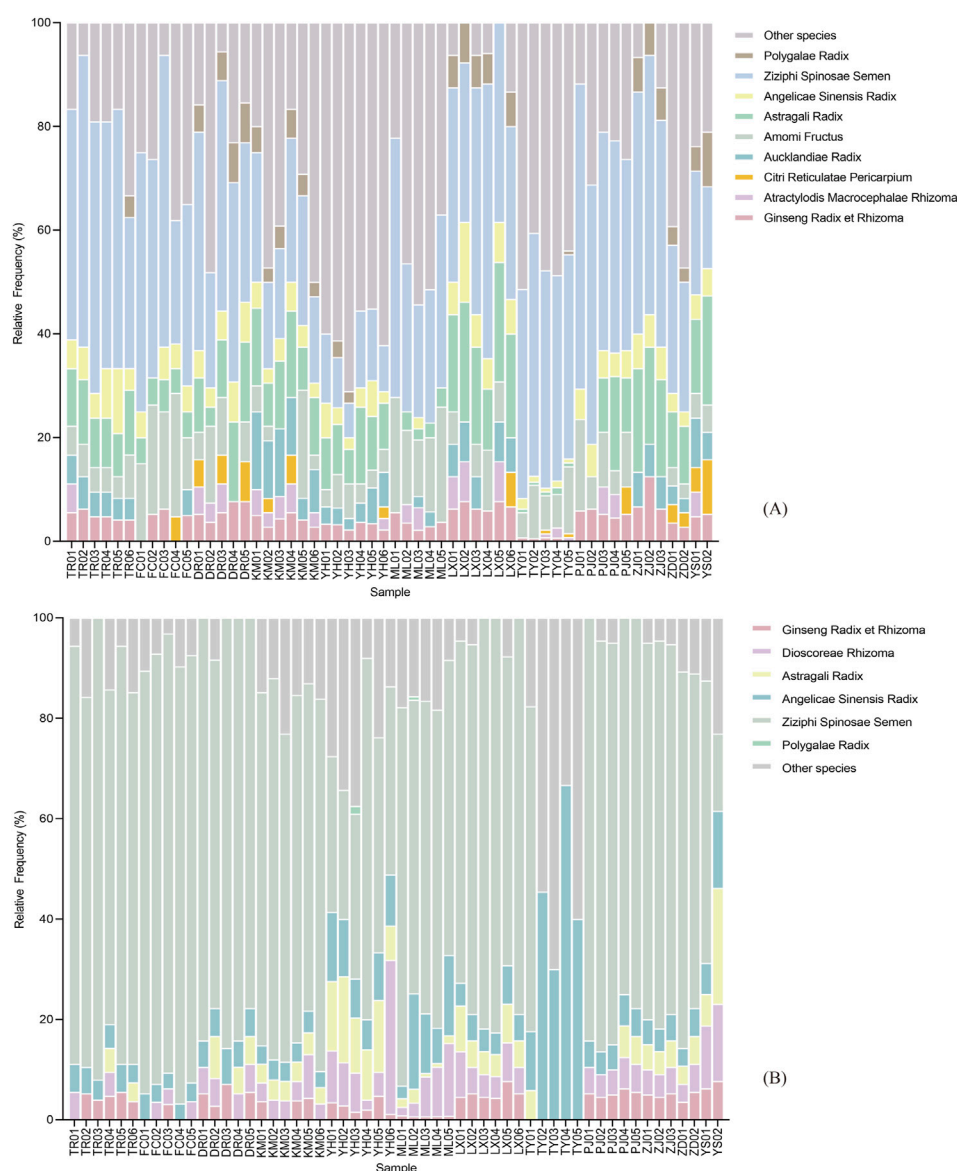 100
80
60
40
20
0
Relative Frequency (%)
TR01 TR02 TR03 TR04 TR05 TR06 FC01 FC02 FC03 FC04 FC05 DR01 DR02 DR03 DR04 DR05 KM01 KM02 KM03 KM04 KM05 KM06 YH01 YH02 YH03 YH04 YH05 YH06 ML01 ML02 ML03 ML04 ML05 LX01 LX02 LX03 LX04 LX05 LX06 TY01 TY02 TY03 TY04 TY05 PJ01 PJ02 PJ03 PJ04 PJ05 ZJ01 ZJ02 ZJ03 ZD01 ZD02 YS01 YS02
Sample
Other species
Polygalae Radix
Ziziphi Spinosae Semen
Angelicae Sinensis Radix
Astragali Radix
Amomi Fructus
Aucklandiae Radix
Citri Reticulatae Pericarpium
Atractylodis Macrocephalae Rhizoma
Ginseng Radix et Rhizoma
(A)
100
80
60
40
20
0
Relative Frequency (%)
TR01 TR02 TR03 TR04 TR05 TR06 FC01 FC02 FC03 FC04 FC05 DR01 DR02 DR03 DR04 DR05 KM01 KM02 KM03 KM04 KM05 KM06 YH01 YH02 YH03 YH04 YH05 YH06 ML01 ML02 ML03 ML04 ML05 LX01 LX02 LX03 LX04 LX05 LX06 TY01 TY02 TY03 TY04 TY05 PJ01 PJ02 PJ03 PJ04 PJ05 ZJ01 ZJ02 ZJ03 ZD01 ZD02 YS01 YS02
Sample
Ginseng Radix et Rhizoma
Dioscoreae Rhizoma
Astragali Radix
Angelicae Sinensis Radix
Ziziphi Spinosae Semen
Polygalae Radix
Other species
(B)